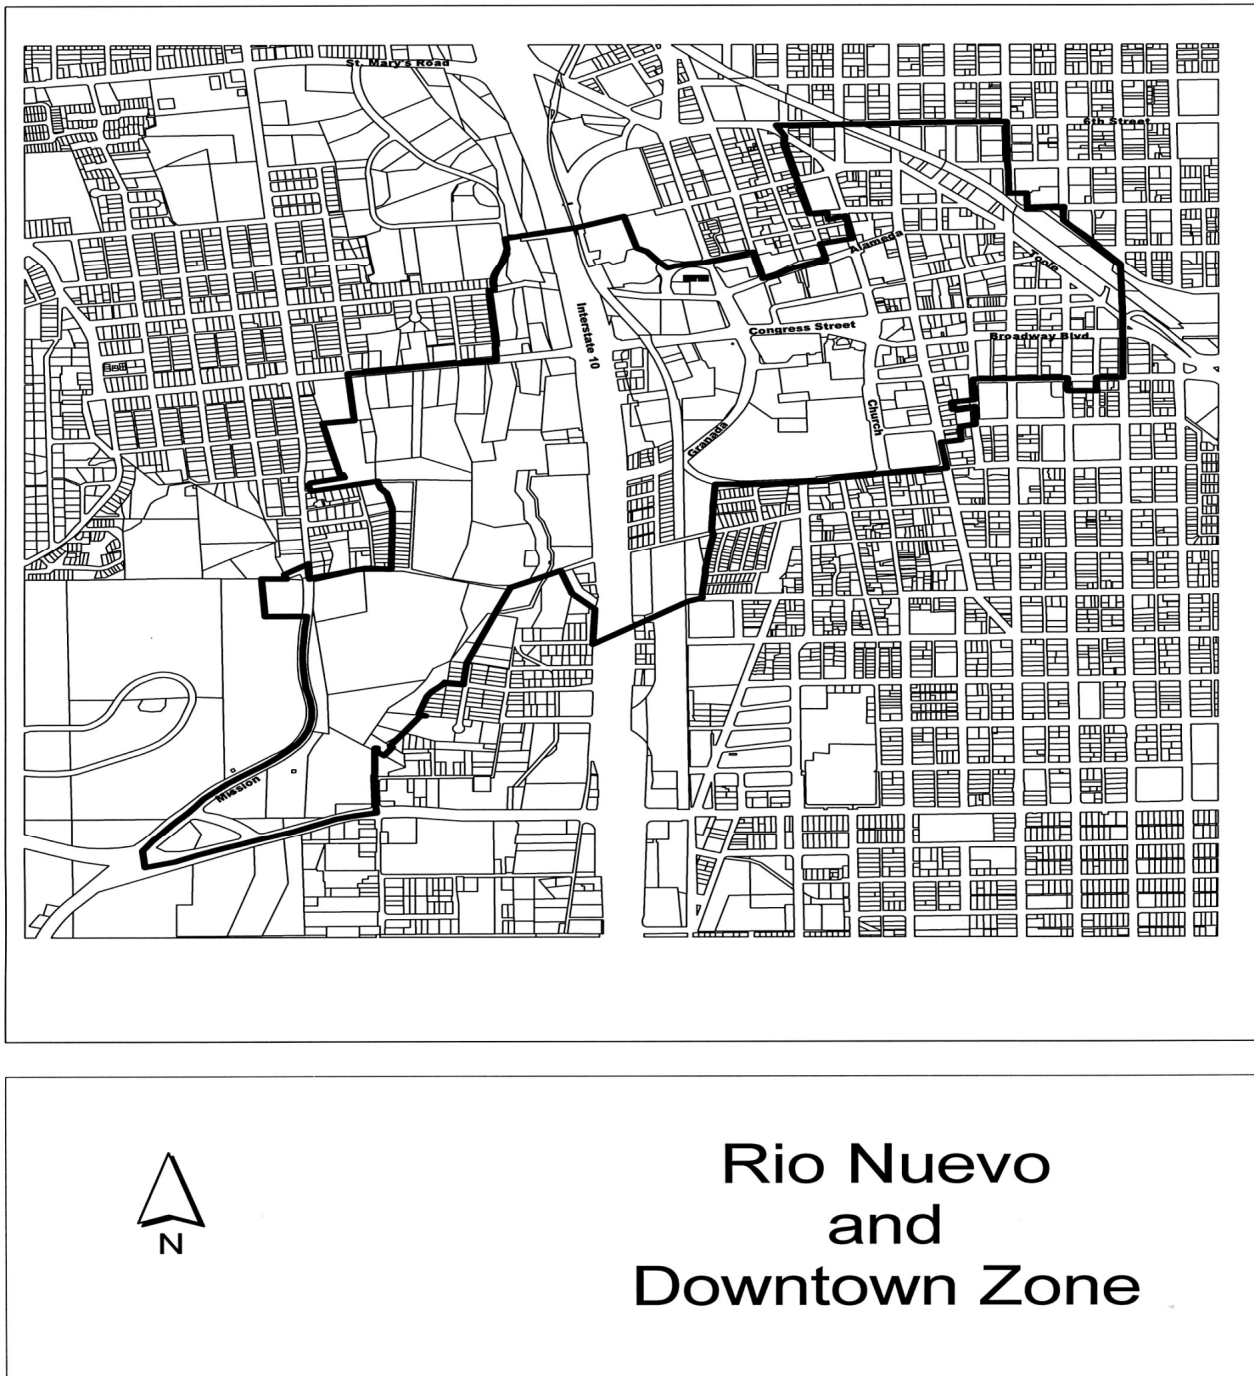 St. Mary's Road
6th Street
Alameda
Toole
Interstate 10
Congress Street
Broadway Blvd.
Church
Granada
Mission
N
Rio Nuevo
and
Downtown Zone